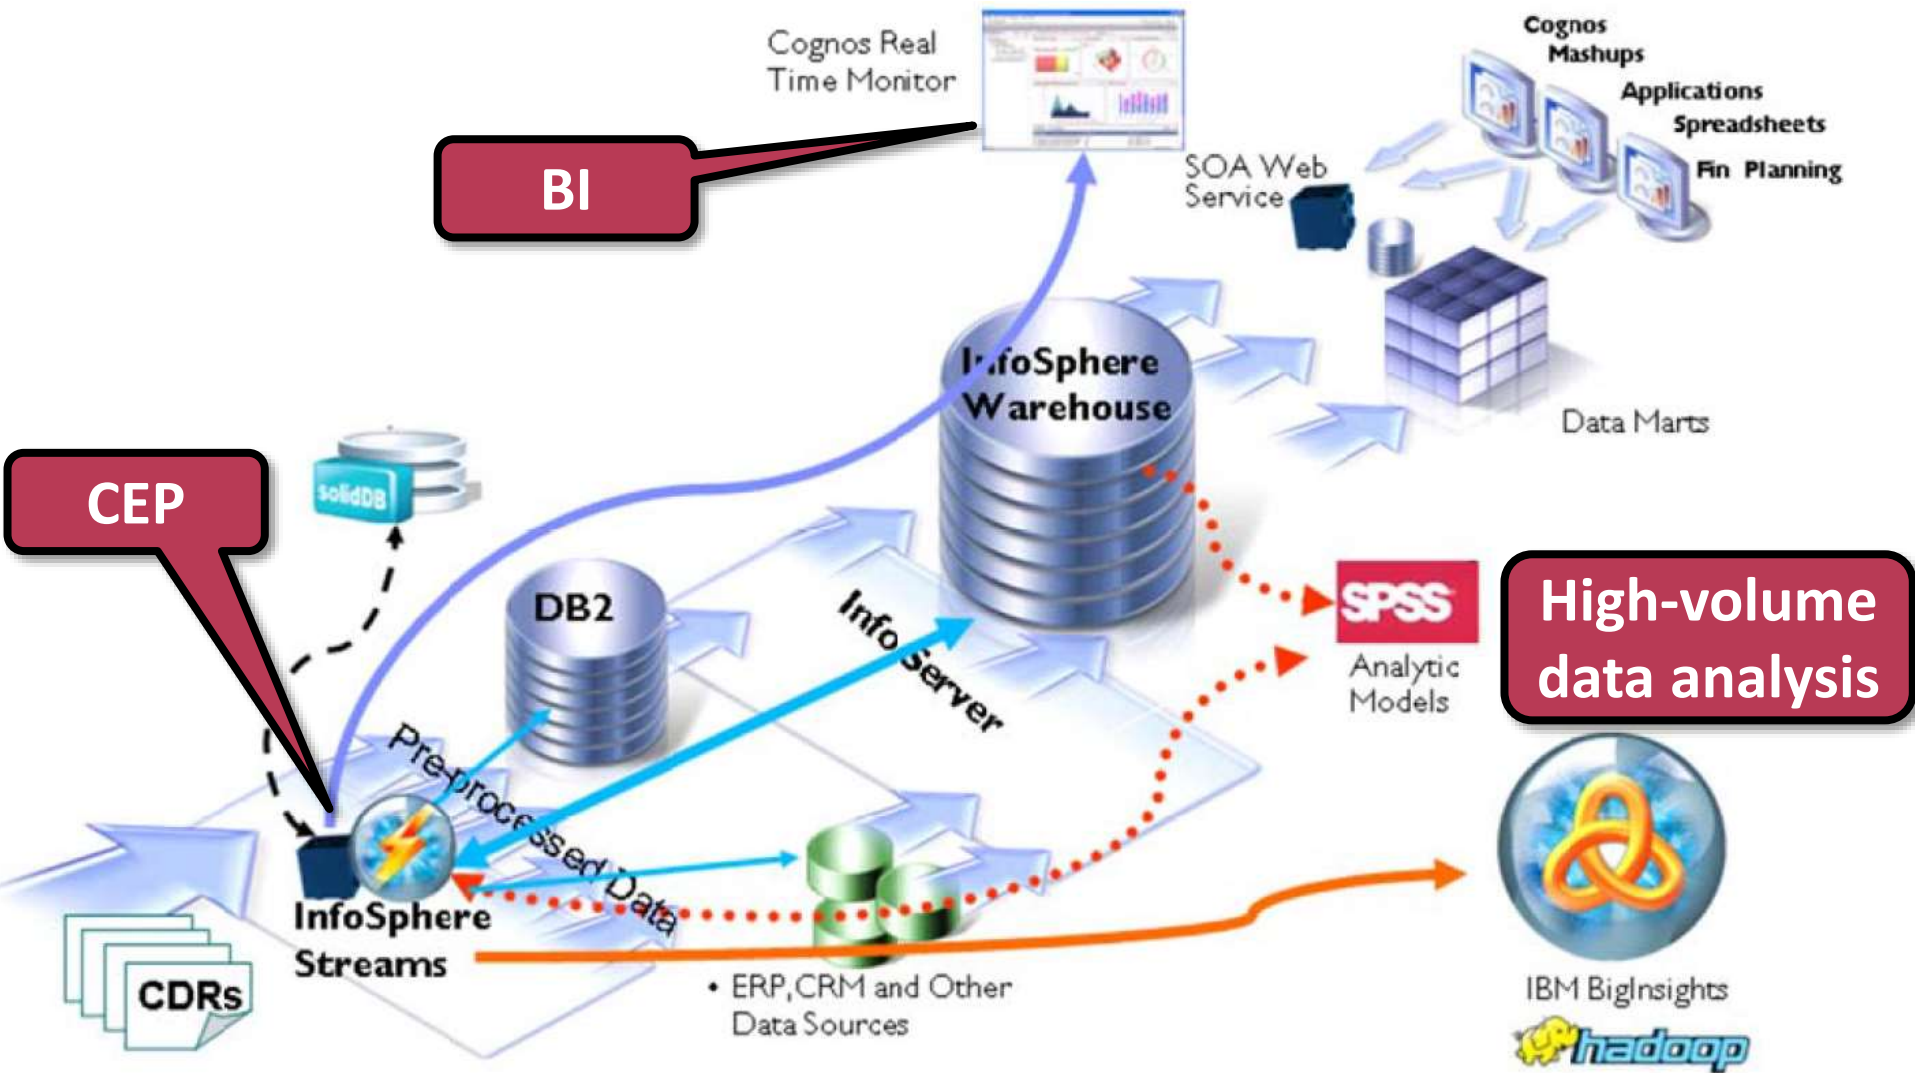 Cognos Real
Time Monitor
Cognos
Mashups
Applications
Spreadsheets
Fin Planning
BI
SOA Web
Service
InfoSphere
Warehouse
Data Marts
CEP
solidDB
DB2
Info Server
SPSS
Analytic
Models
High-volume
data analysis
Pre-processed Data
InfoSphere
Streams
CDRs
• ERP,CRM and Other
Data Sources
IBM BigInsights
hadoop